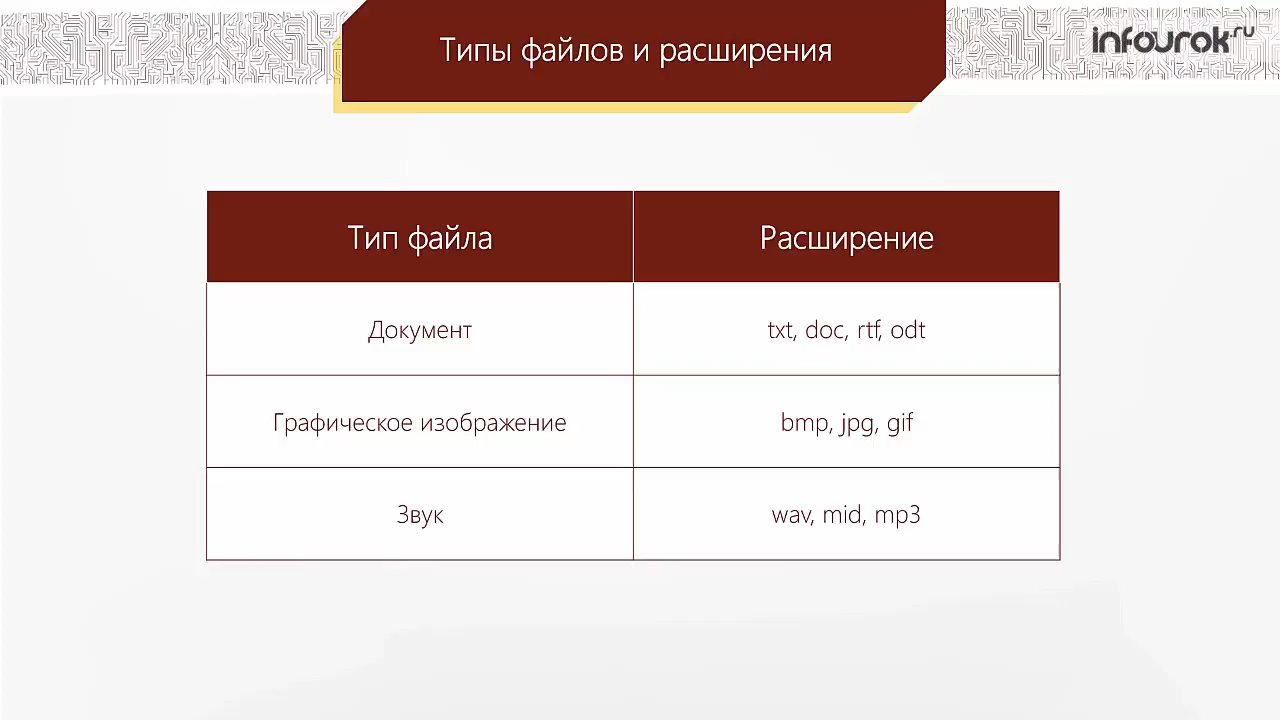 Типы файлов и расширения
infourok.ru
Тип файла Расширение
Документ txt, doc, rtf, odt
Графическое изображение bmp, jpg, gif
Звук wav, mid, mp3